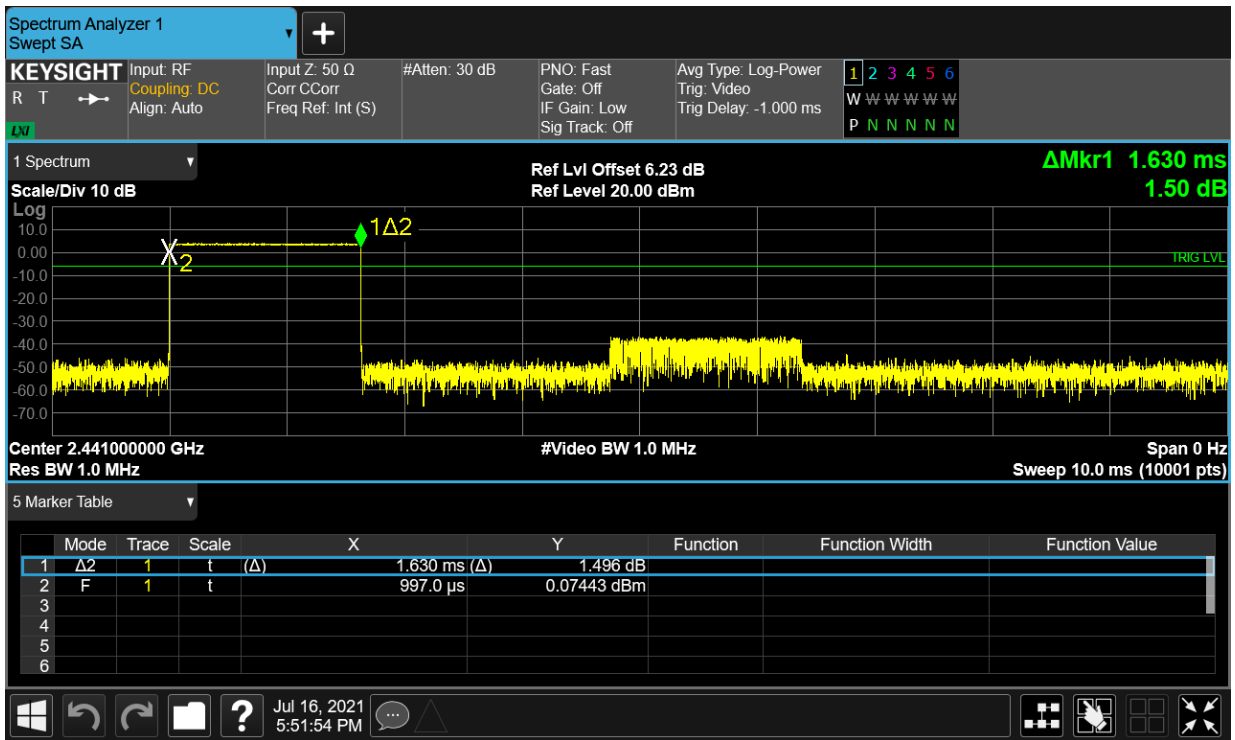 Spectrum Analyzer 1
Swept SA
KEYSIGHT
R T
LXI
Input: RF
Coupling: DC
Align: Auto
Input Z: 50 Ω
Corr CCorr
Freq Ref: Int (S)
#Atten: 30 dB
PNO: Fast
Gate: Off
IF Gain: Low
Sig Track: Off
Avg Type: Log-Power
Trig: Video
Trig Delay: -1.000 ms
1 2 3 4 5 6
W W W W W W
P N N N N N
1 Spectrum
Scale/Div 10 dB
Ref Lvl Offset 6.23 dB
Ref Level 20.00 dBm
ΔMkr1 1.630 ms
1.50 dB
Log
10.0
0.00
-10.0
-20.0
-30.0
-40.0
-50.0
-60.0
-70.0
1Δ2
2
TRIG LVL
Center 2.441000000 GHz
#Video BW 1.0 MHz
Span 0 Hz
Res BW 1.0 MHz
Sweep 10.0 ms (10001 pts)
5 Marker Table
Mode Trace Scale X Y Function Function Width Function Value
1 Δ2 1 t (Δ) 1.630 ms (Δ) 1.496 dB
2 F 1 t 997.0 µs 0.07443 dBm
3
4
5
6
?
Jul 16, 2021
5:51:54 PM